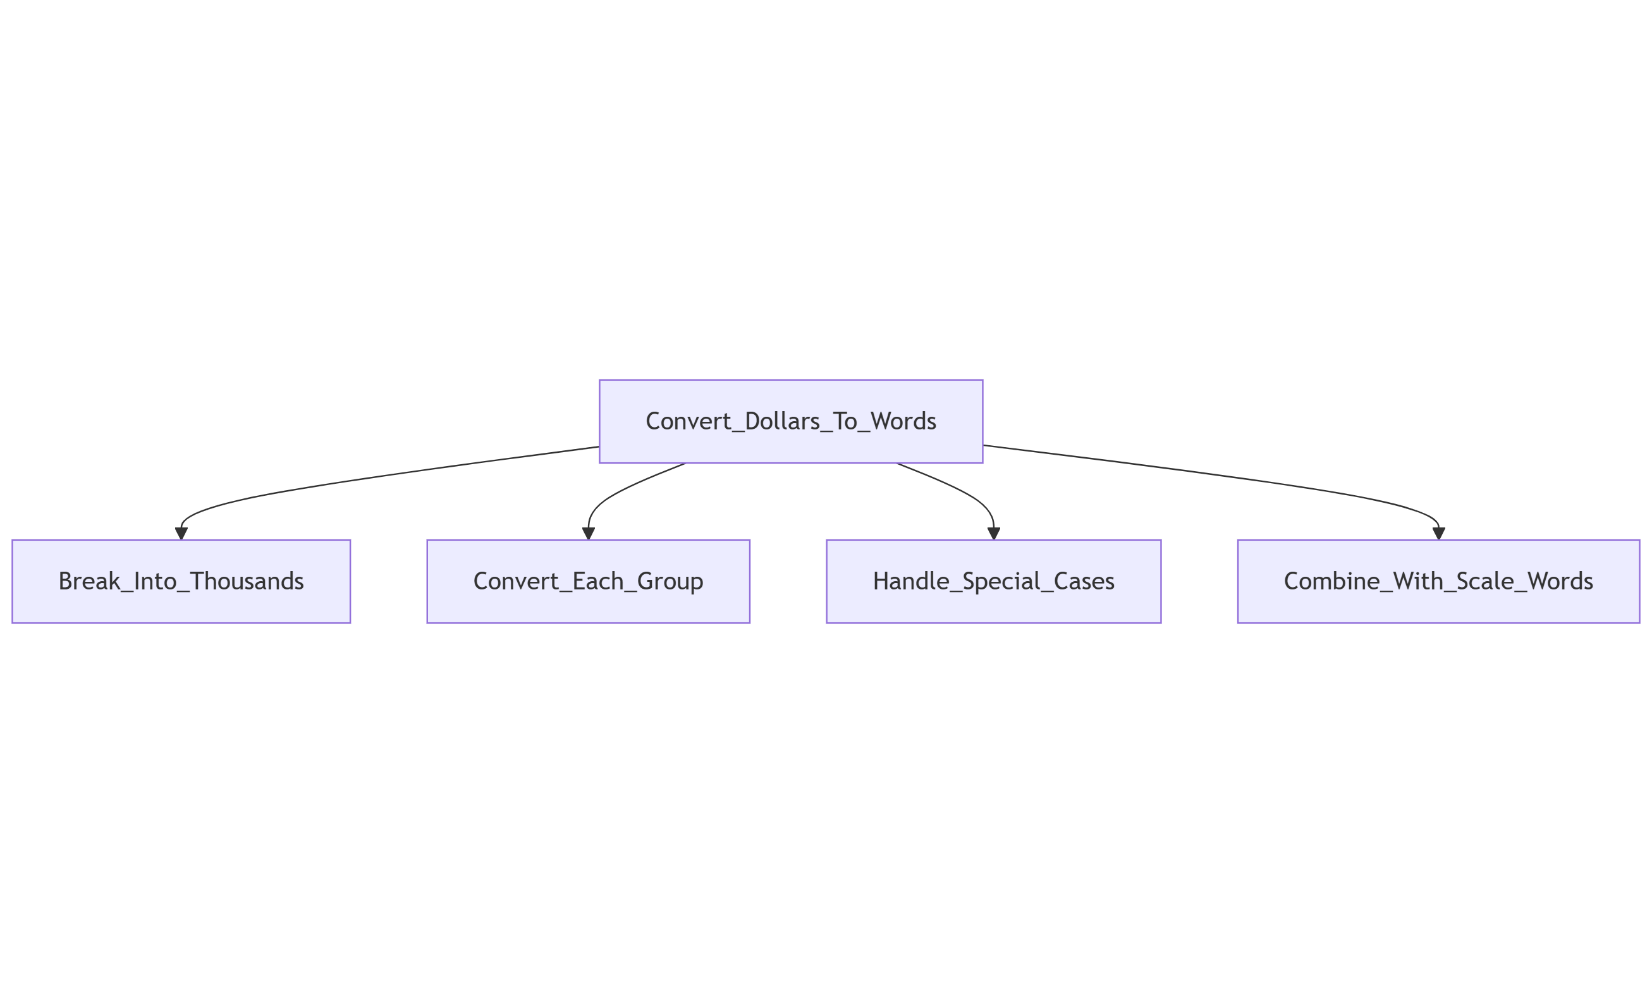 Convert_Dollars_To_Words
Break_Into_Thousands
Convert_Each_Group
Handle_Special_Cases
Combine_With_Scale_Words